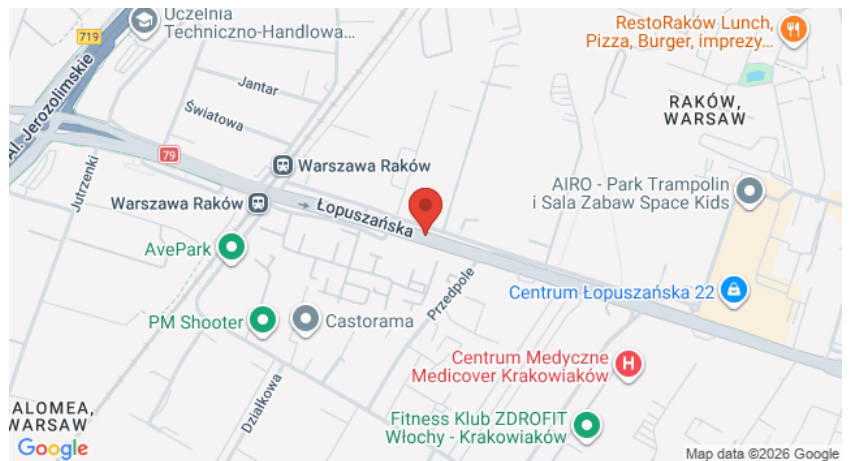 Uczelnia
Techniczno-Handlowa...
719
RestoRaków Lunch,
Pizza, Burger, imprezy...
Al. Jerozolimskie
Jantar
Światowa
RAKÓW,
WARSAW
79
Warszawa Raków
Jutrzenki
Warszawa Raków
Łopuszańska
AIRO - Park Trampolin
i Sala Zabaw Space Kids
AvePark
Przedpole
Centrum Łopuszańska 22
PM Shooter
Castorama
Centrum Medyczne
Medicover Krakowiaków
Działkowa
ALOMEA,
WARSAW
Fitness Klub ZDROFIT
Włochy - Krakowiaków
Google
Map data ©2026 Google